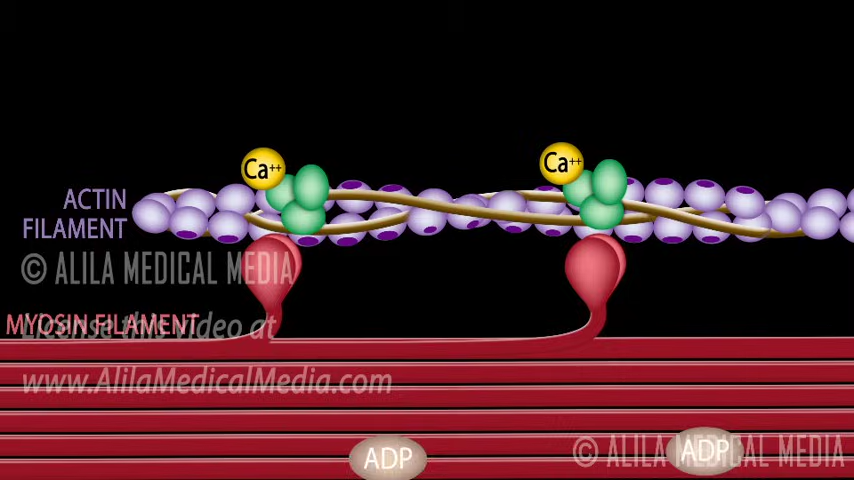 Ca++
Ca++
ACTIN
FILAMENT
© ALILA MEDICAL MEDIA
MYOSIN FILAMENT
License this video at
www.AlilaMedicalMedia.com
ADP
ADP
© ALILA MEDICAL MEDIA